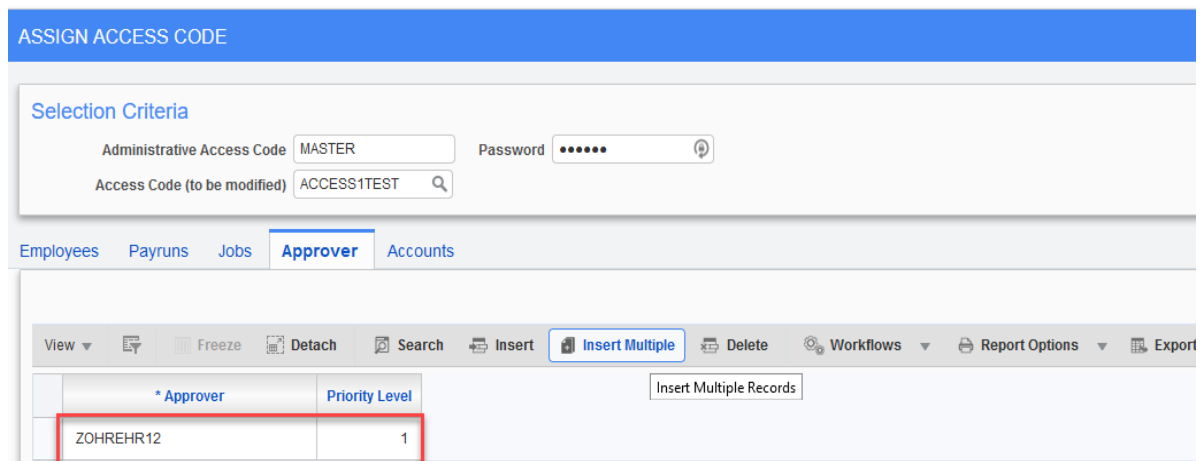 ASSIGN ACCESS CODE
Selection Criteria
Administrative Access Code MASTER Password ••••••
Access Code (to be modified) ACCESS1TEST
Employees Payruns Jobs Approver Accounts
View Freeze Detach Search Insert Insert Multiple Delete Workflows Report Options Export
* Approver Priority Level Insert Multiple Records
ZOHREHR12 1